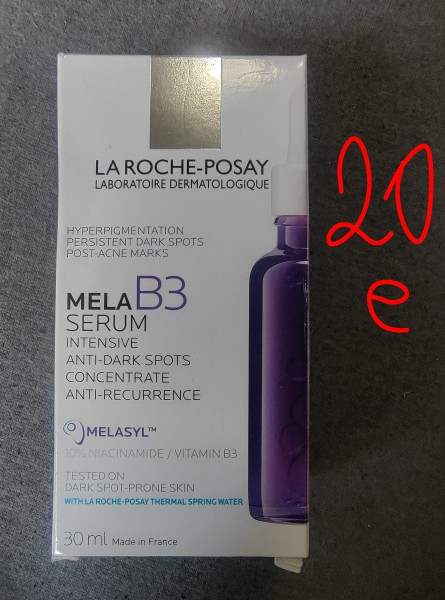 LA ROCHE-POSAY
LABORATOIRE DERMATOLOGIQUE
HYPERPIGMENTATION
PERSISTENT DARK SPOTS
POST-ACNE MARKS
MELA B3
SERUM
INTENSIVE
ANTI-DARK SPOTS
CONCENTRATE
ANTI-RECURRENCE
MELASYL™
10% NIACINAMIDE / VITAMIN B3
TESTED ON
DARK SPOT-PRONE SKIN
WITH LA ROCHE-POSAY THERMAL SPRING WATER
30 ml Made in France
20
e